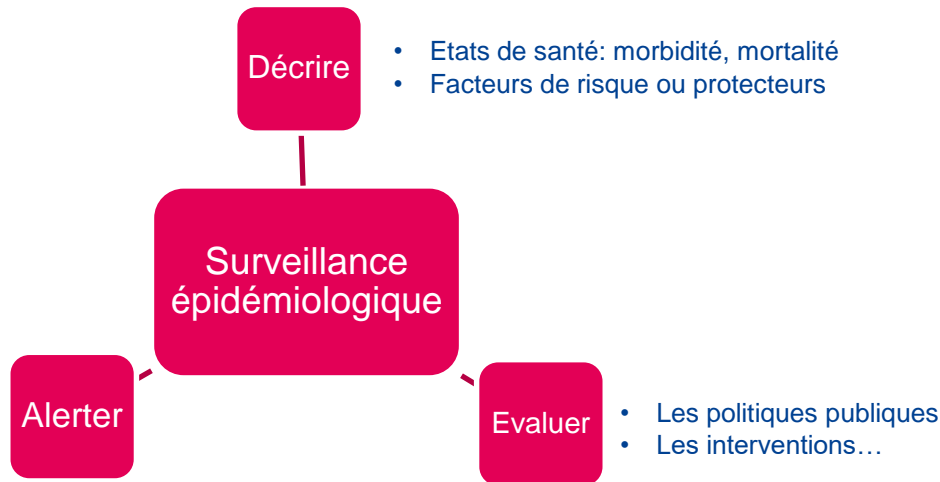 Décrire
• Etats de santé: morbidité, mortalité
• Facteurs de risque ou protecteurs
Surveillance
épidémiologique
Alerter
Evaluer
• Les politiques publiques
• Les interventions…